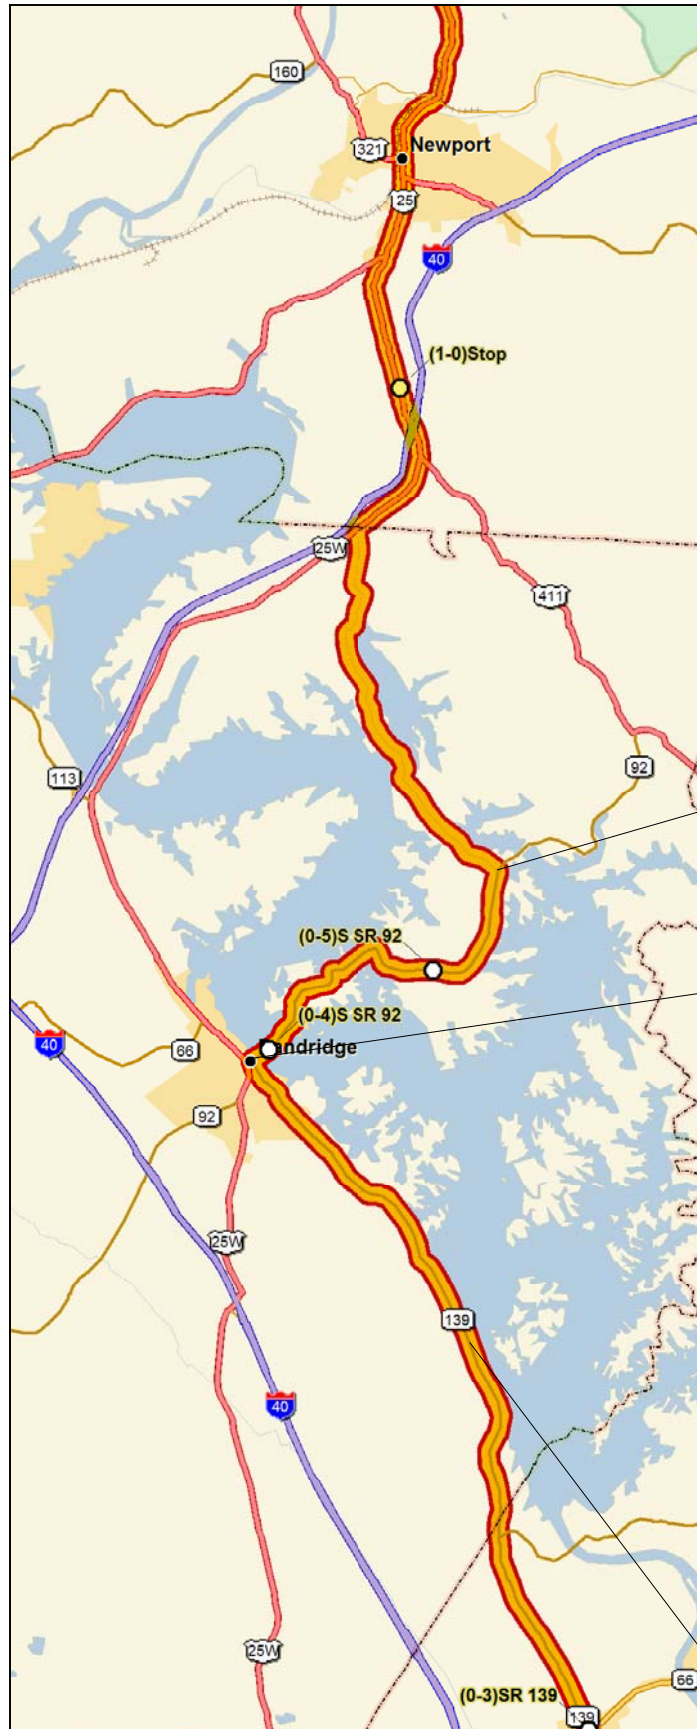 160
321
Newport
25
40
(1-0)Stop
25W
411
113
92
(0-5)S SR 92
(0-4)S SR 92
40
66
Dandridge
92
25W
139
40
25W
66
(0-3)SR 139
139